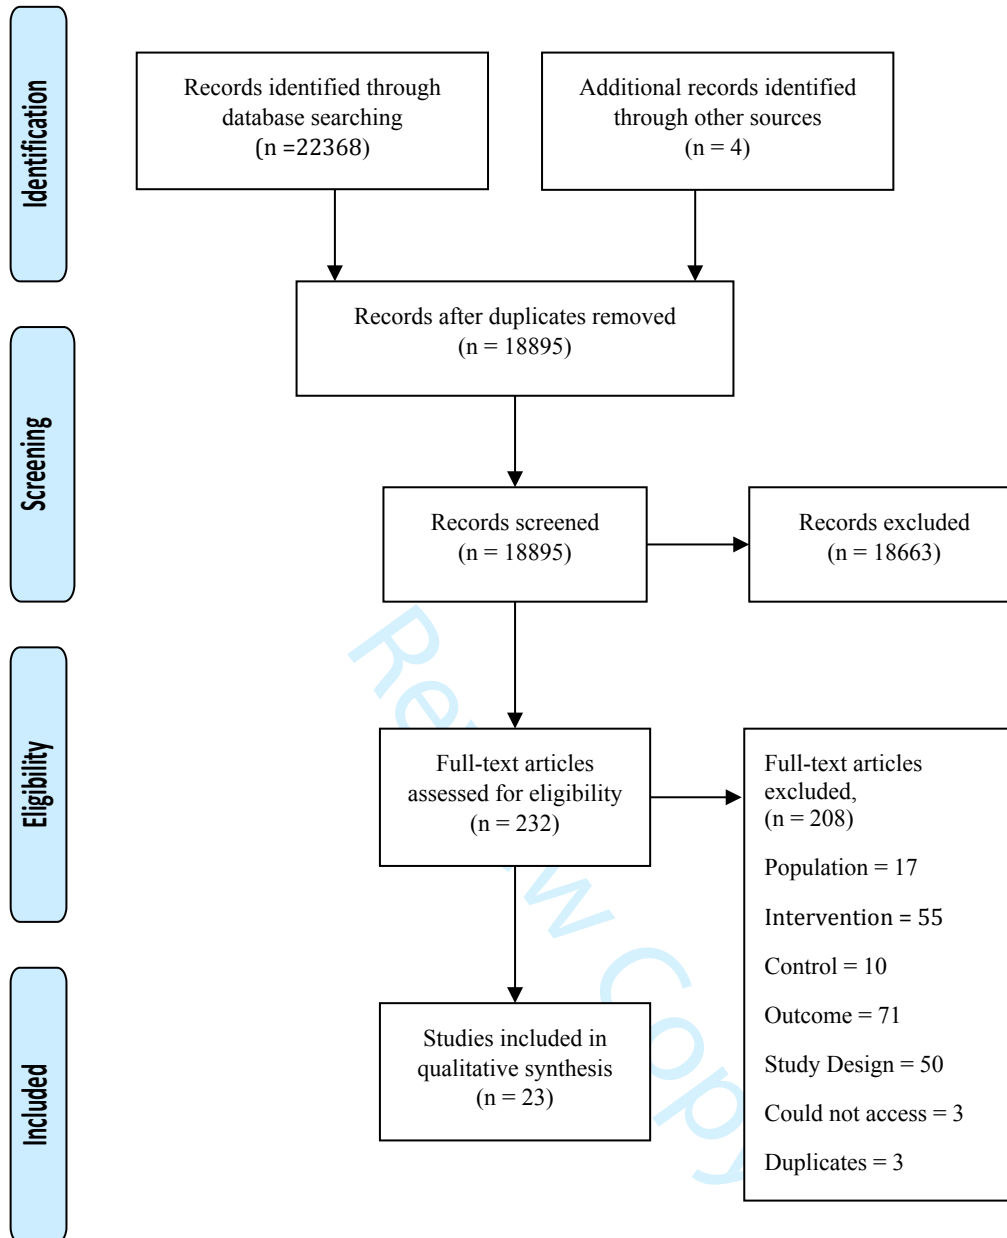 Identification
Records identified through
database searching
(n =22368)
Additional records identified
through other sources
(n = 4)
Records after duplicates removed
(n = 18895)
Screening
Records screened
(n = 18895)
Records excluded
(n = 18663)
Eligibility
Full-text articles
assessed for eligibility
(n = 232)
Full-text articles
excluded,
(n = 208)
Population = 17
Intervention = 55
Control = 10
Outcome = 71
Study Design = 50
Could not access = 3
Duplicates = 3
Included
Studies included in
qualitative synthesis
(n = 23)